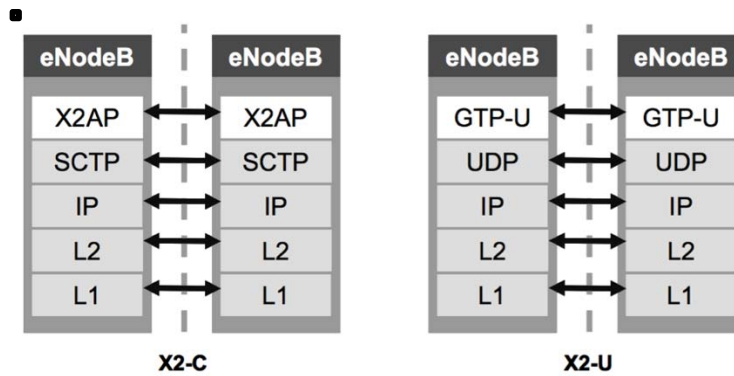 eNodeB eNodeB eNodeB eNodeB
X2AP X2AP GTP-U GTP-U
SCTP SCTP UDP UDP
IP IP IP IP
L2 L2 L2 L2
L1 L1 L1 L1
X2-C X2-U